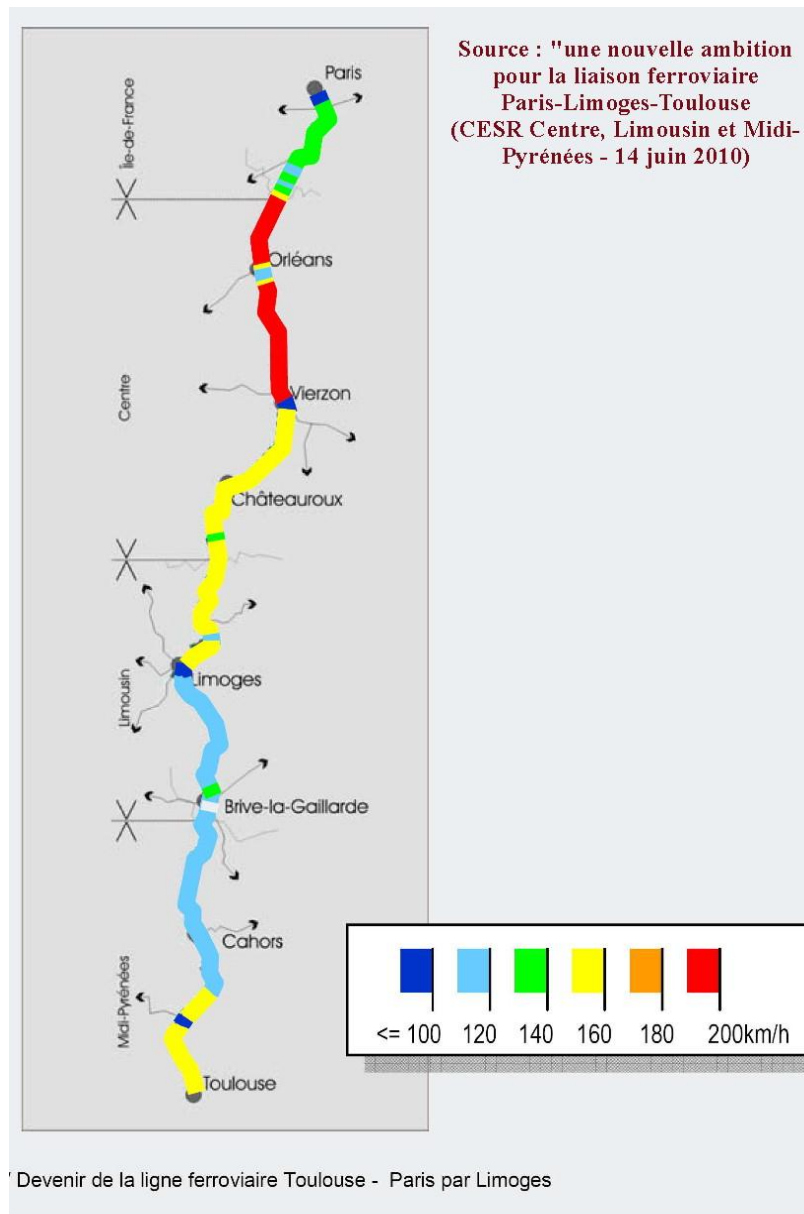 Source : "une nouvelle ambition
pour la liaison ferroviaire
Paris-Limoges-Toulouse
(CESR Centre, Limousin et Midi-
Pyrénées - 14 juin 2010)
Paris
Île-de-France
Orléans
Centre
Vierzon
Châteauroux
Limoges
Limousin
Brive-la-Gaillarde
Cahors
Midi-Pyrénées
Toulouse
<= 100 120 140 160 180 200km/h
/ Devenir de la ligne ferroviaire Toulouse - Paris par Limoges